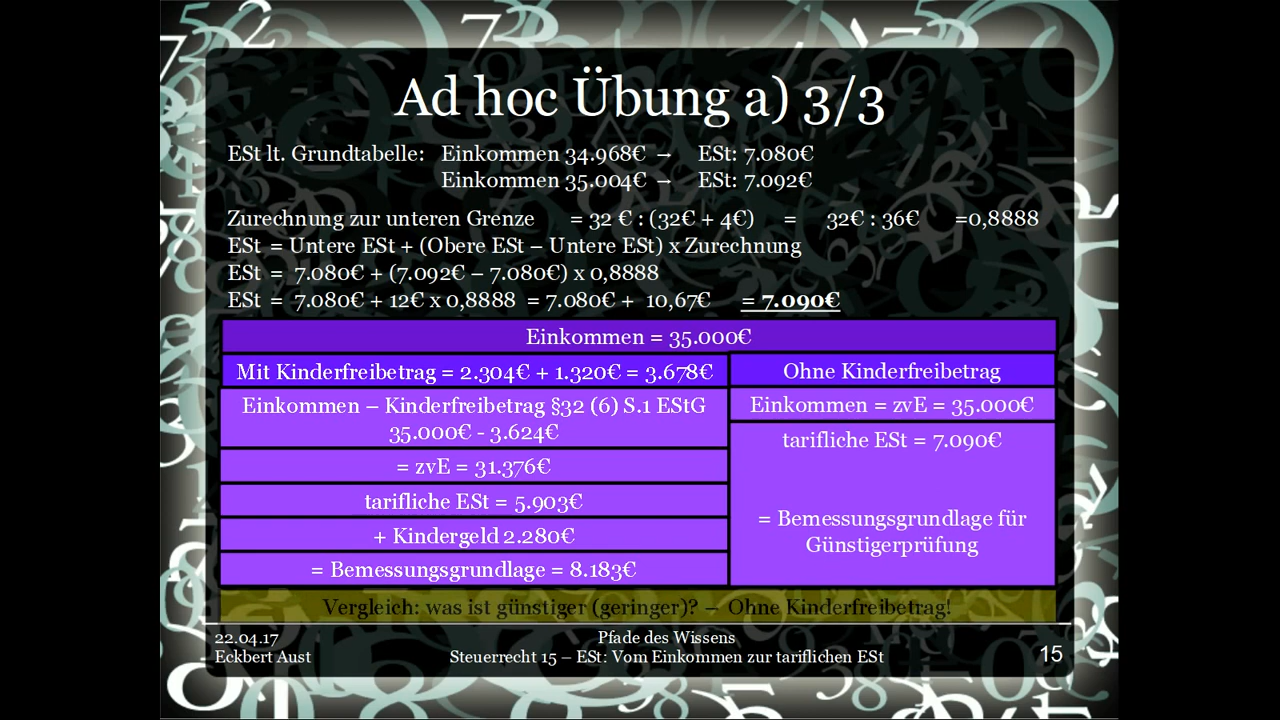 Ad hoc Übung a) 3/3
ESt lt. Grundtabelle: Einkommen 34.968€ → ESt: 7.080€
Einkommen 35.004€ → ESt: 7.092€
Zurechnung zur unteren Grenze = 32 € : (32€ + 4€) = 32€ : 36€ =0,8888
ESt = Untere ESt + (Obere ESt – Untere ESt) x Zurechnung
ESt = 7.080€ + (7.092€ – 7.080€) x 0,8888
ESt = 7.080€ + 12€ x 0,8888 = 7.080€ + 10,67€ = 7.090€
Einkommen = 35.000€
Mit Kinderfreibetrag = 2.304€ + 1.320€ = 3.678€
Einkommen – Kinderfreibetrag §32 (6) S.1 EStG
35.000€ - 3.624€
= zvE = 31.376€
tarifliche ESt = 5.903€
+ Kindergeld 2.280€
= Bemessungsgrundlage = 8.183€
Ohne Kinderfreibetrag
Einkommen = zvE = 35.000€
tarifliche ESt = 7.090€
= Bemessungsgrundlage für
Günstigerprüfung
Vergleich: was ist günstiger (geringer)? – Ohne Kinderfreibetrag!
22.04.17
Eckbert Aust
Pfade des Wissens
Steuerrecht 15 – ESt: Vom Einkommen zur tariflichen ESt
15